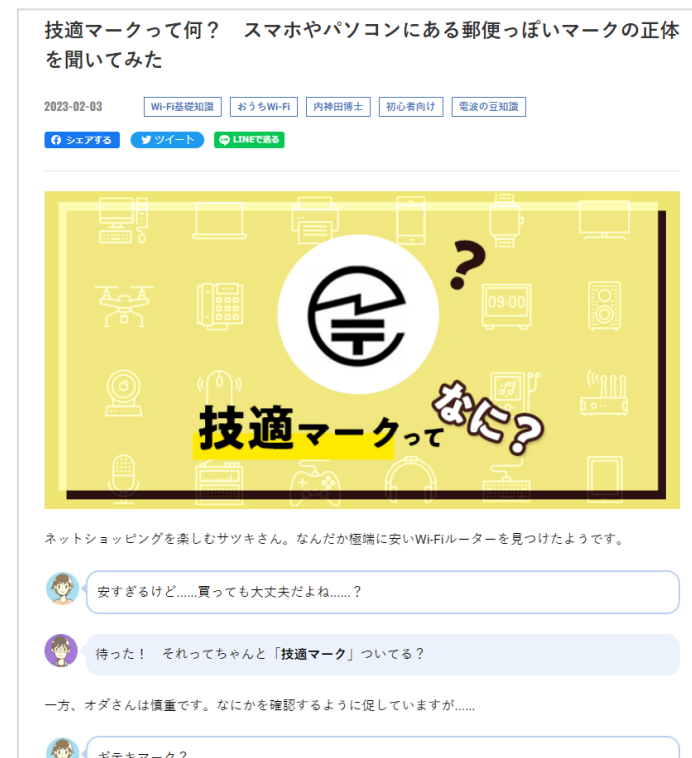 技適マークって何？　スマホやパソコンにある郵便っぽいマークの正体
を聞いてみた
2023-02-03
Wi-Fi基礎知識
おうちWi-Fi
内神田博士
初心者向け
電波の豆知識
シェアする
ツイート
LINEで送る
?
09:00
技適マークって
なに?
ネットショッピングを楽しむサツキさん。なんだか極端に安いWi-Fiルーターを見つけたようです。
安すぎるけど......買っても大丈夫だよね......？
待った！　それってちゃんと「技適マーク」ついてる？
一方、オダさんは慎重です。なにかを確認するように促していますが......
ギテキマーク？